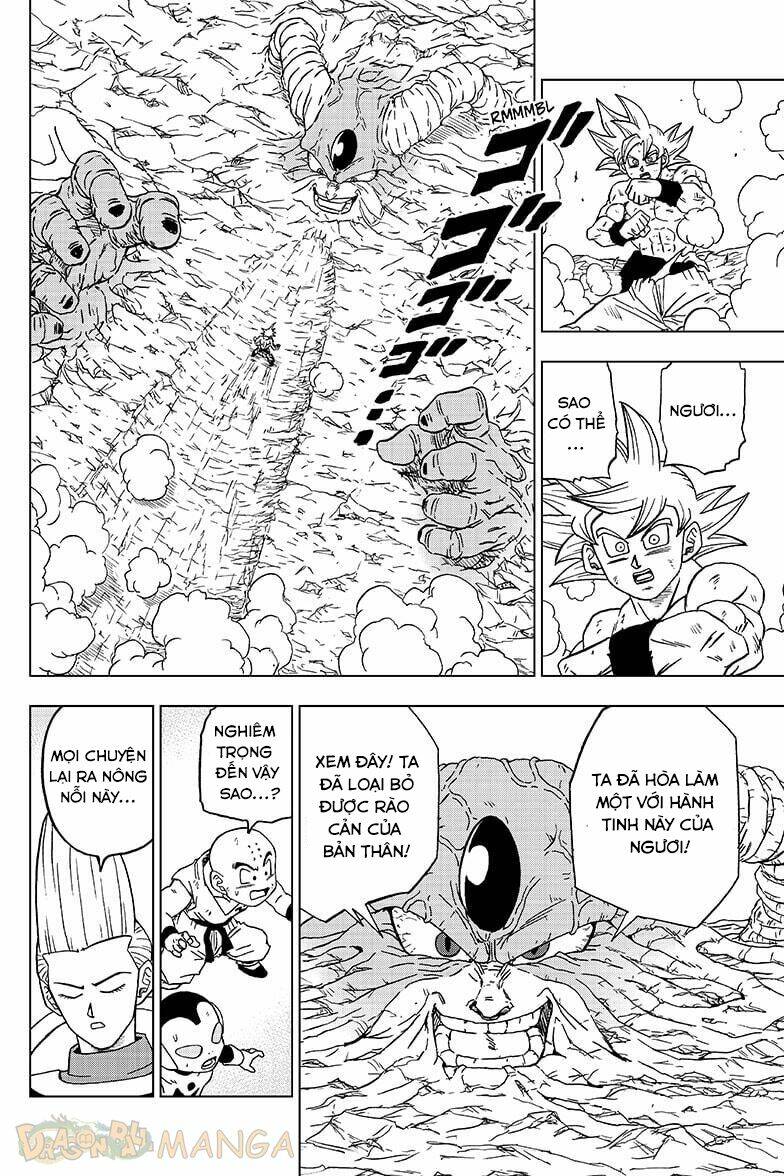 RMMMBL
ゴゴゴゴ...
NGƯƠI...
SAO
CÓ THỂ
...
TA ĐÃ HÒA LÀM
MỘT VỚI HÀNH
TINH NÀY CỦA
NGƯƠI!
XEM ĐÂY! TA
ĐÃ LOẠI BỎ
ĐƯỢC RÀO
CẢN CỦA
BẢN THÂN!
NGHIÊM
TRỌNG
ĐẾN VẬY
SAO...?
MỌI CHUYỆN
LẠI RA NÔNG
NỖI NÀY...
DRAGON BALL MANGA